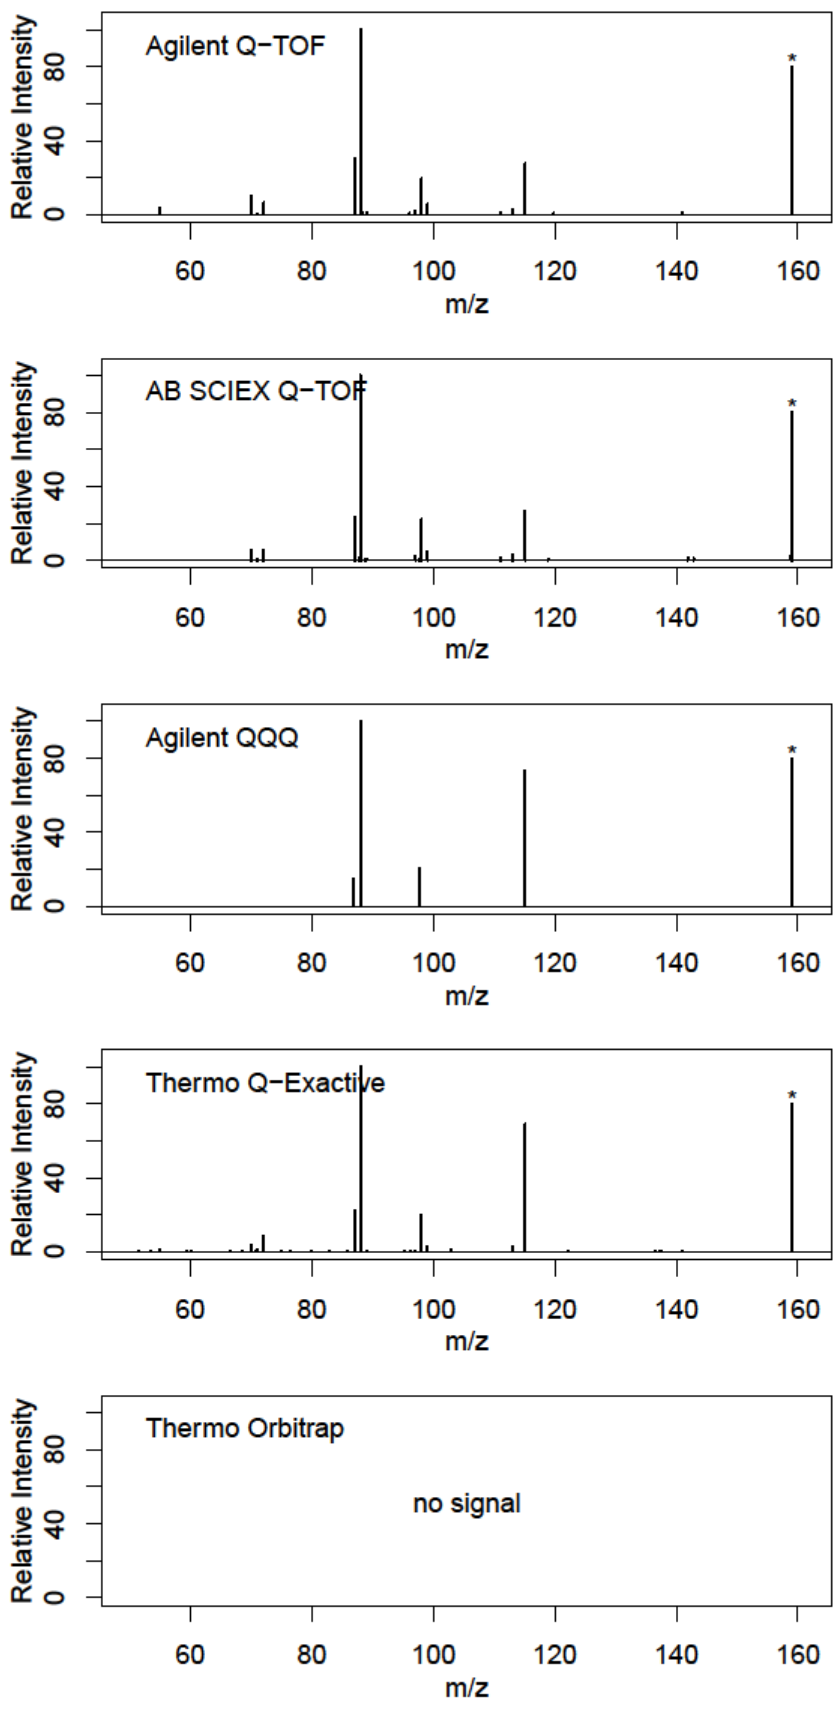 Agilent Q−TOF
*
Relative Intensity
80
40
0
60 80 100 120 140 160
m/z
AB SCIEX Q−TOF
*
Relative Intensity
80
40
0
60 80 100 120 140 160
m/z
Agilent QQQ
*
Relative Intensity
80
40
0
60 80 100 120 140 160
m/z
Thermo Q−Exactive
*
Relative Intensity
80
40
0
60 80 100 120 140 160
m/z
Thermo Orbitrap
no signal
Relative Intensity
80
40
0
60 80 100 120 140 160
m/z